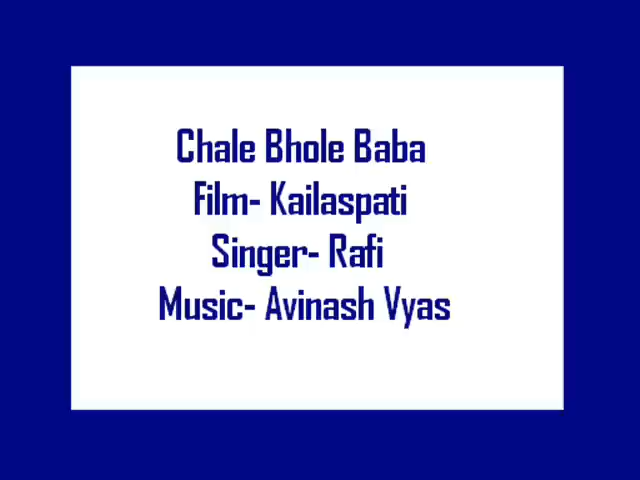 Chale Bhole Baba
Film- Kailaspati
Singer- Rafi
Music- Avinash Vyas